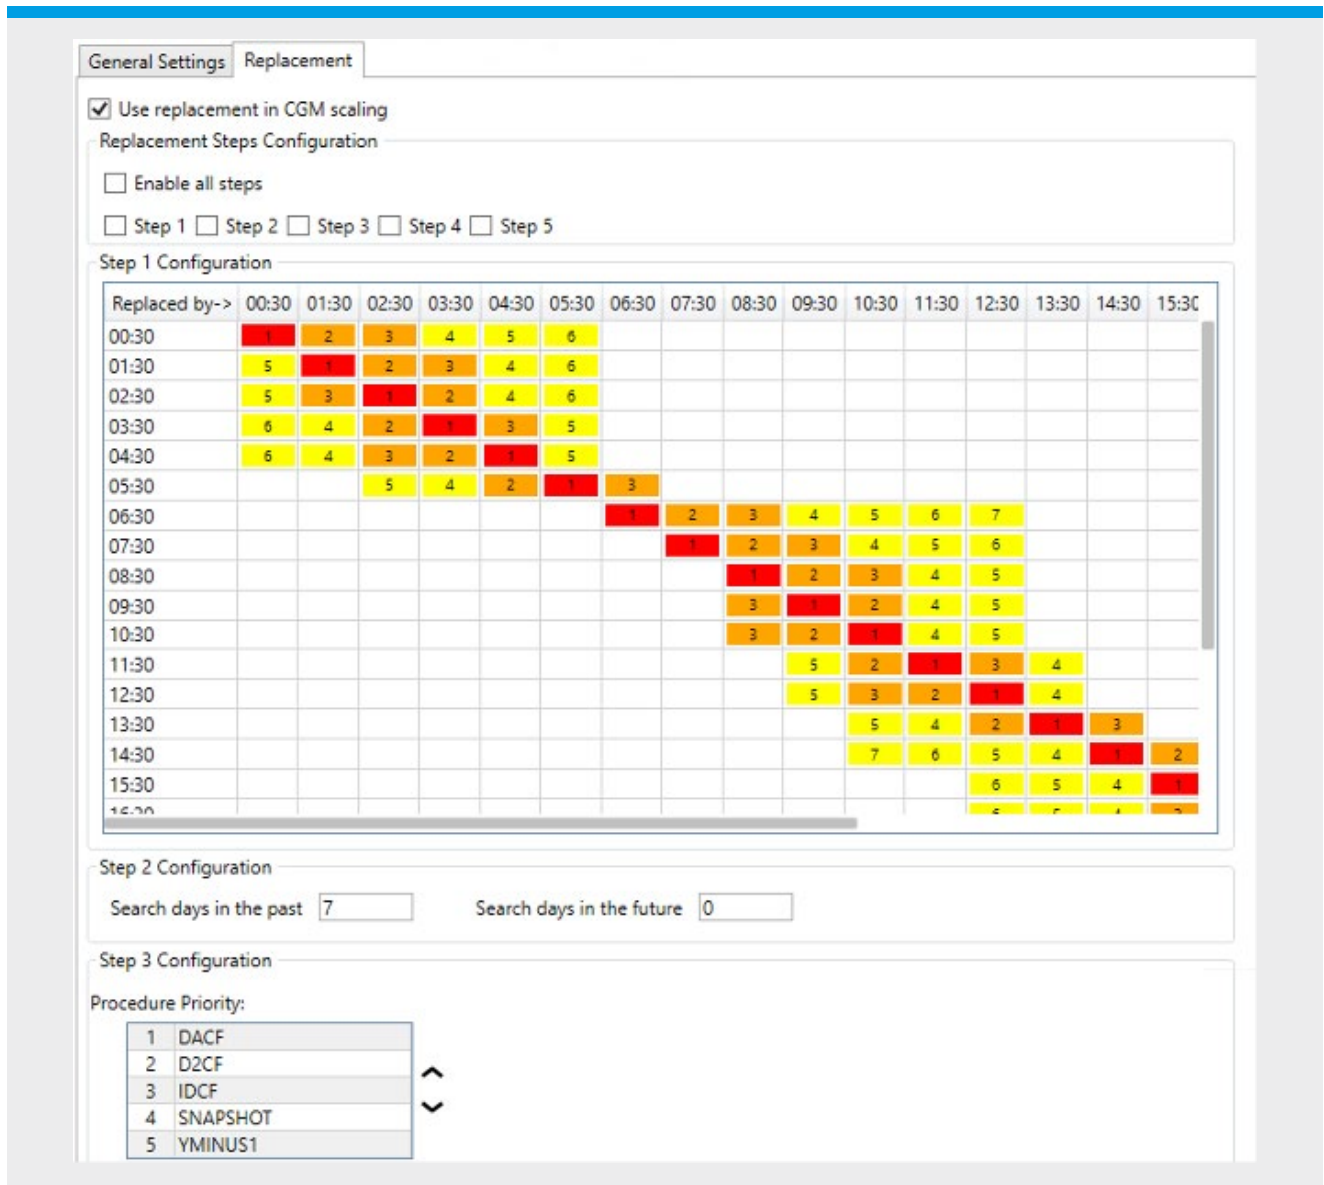 General Settings Replacement
Use replacement in CGM scaling
Replacement Steps Configuration
Enable all steps
Step 1 Step 2 Step 3 Step 4 Step 5
Step 1 Configuration
Replaced by-> 00:30 01:30 02:30 03:30 04:30 05:30 06:30 07:30 08:30 09:30 10:30 11:30 12:30 13:30 14:30 15:30
00:30 1 2 3 4 5 6
01:30 5 1 2 3 4 6
02:30 5 3 1 2 4 6
03:30 6 4 2 1 3 5
04:30 6 4 3 2 1 5
05:30 5 4 2 1 3
06:30 1 2 3 4 5 6 7
07:30 1 2 3 4 5 6
08:30 1 2 3 4 5
09:30 3 1 2 4 5
10:30 3 2 1 4 5
11:30 5 2 1 3 4
12:30 5 3 2 1 4
13:30 5 4 2 1 3
14:30 7 6 5 4 1 2
15:30 6 5 4 1
Step 2 Configuration
Search days in the past 7 Search days in the future 0
Step 3 Configuration
Procedure Priority:
1 DACF
2 D2CF
3 IDCF
4 SNAPSHOT
5 YMINUS1